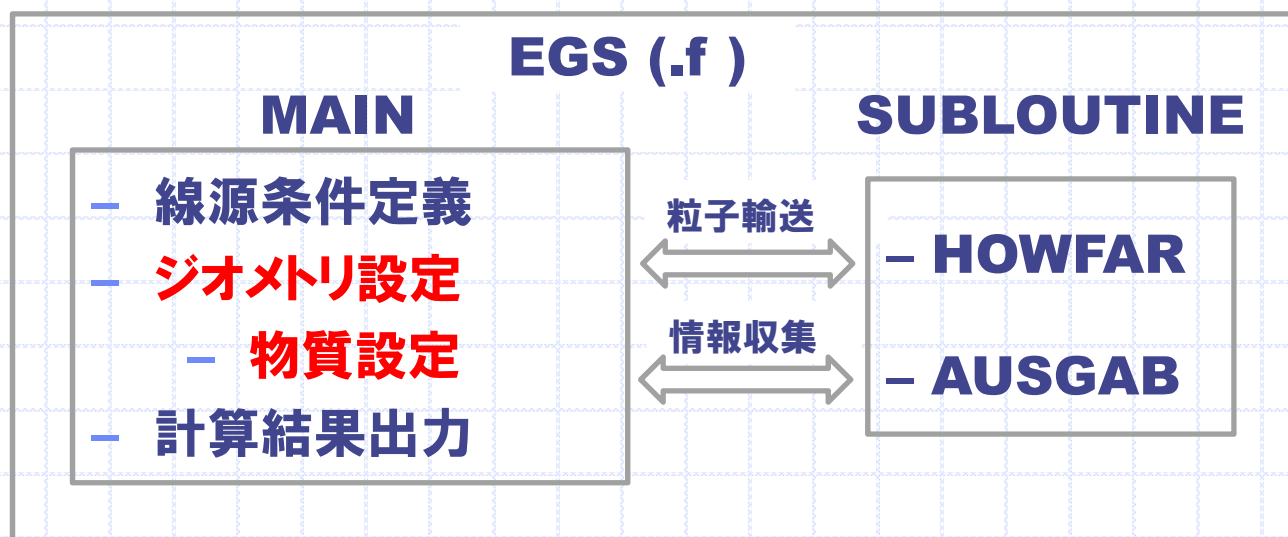 EGS (.f )
MAIN
– 線源条件定義
– ジオメトリ設定
– 物質設定
– 計算結果出力
粒子輸送
情報収集
SUBLOUTINE
– HOWFAR
– AUSGAB